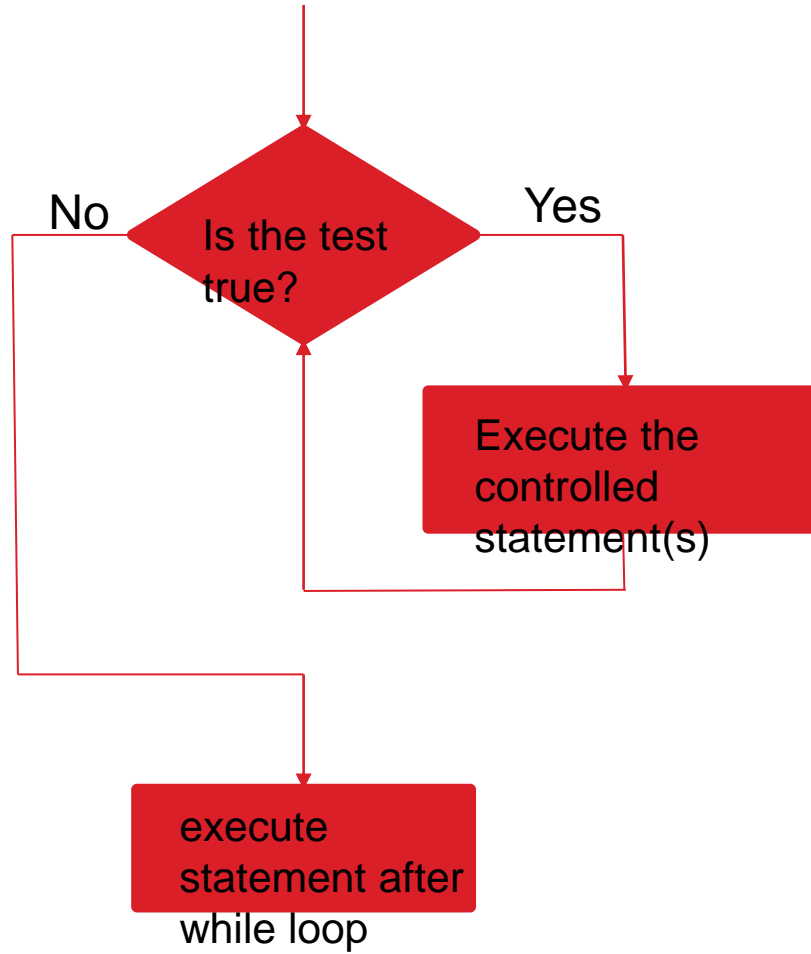 No
Yes
Is the test
true?
Execute the
controlled
statement(s)
execute
statement after
while loop